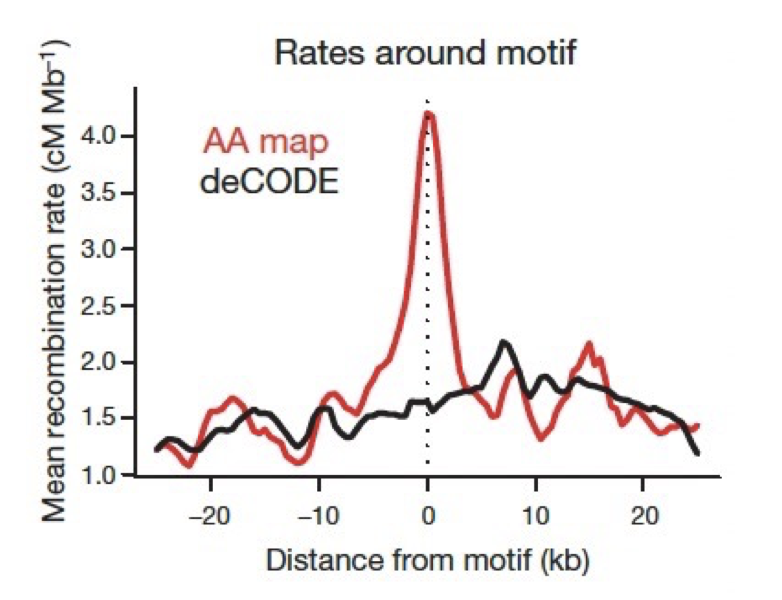 Rates around motif
Mean recombination rate (cM Mb⁻¹)
AA map
deCODE
4.0
3.5
3.0
2.5
2.0
1.5
1.0
−20
−10
0
10
20
Distance from motif (kb)